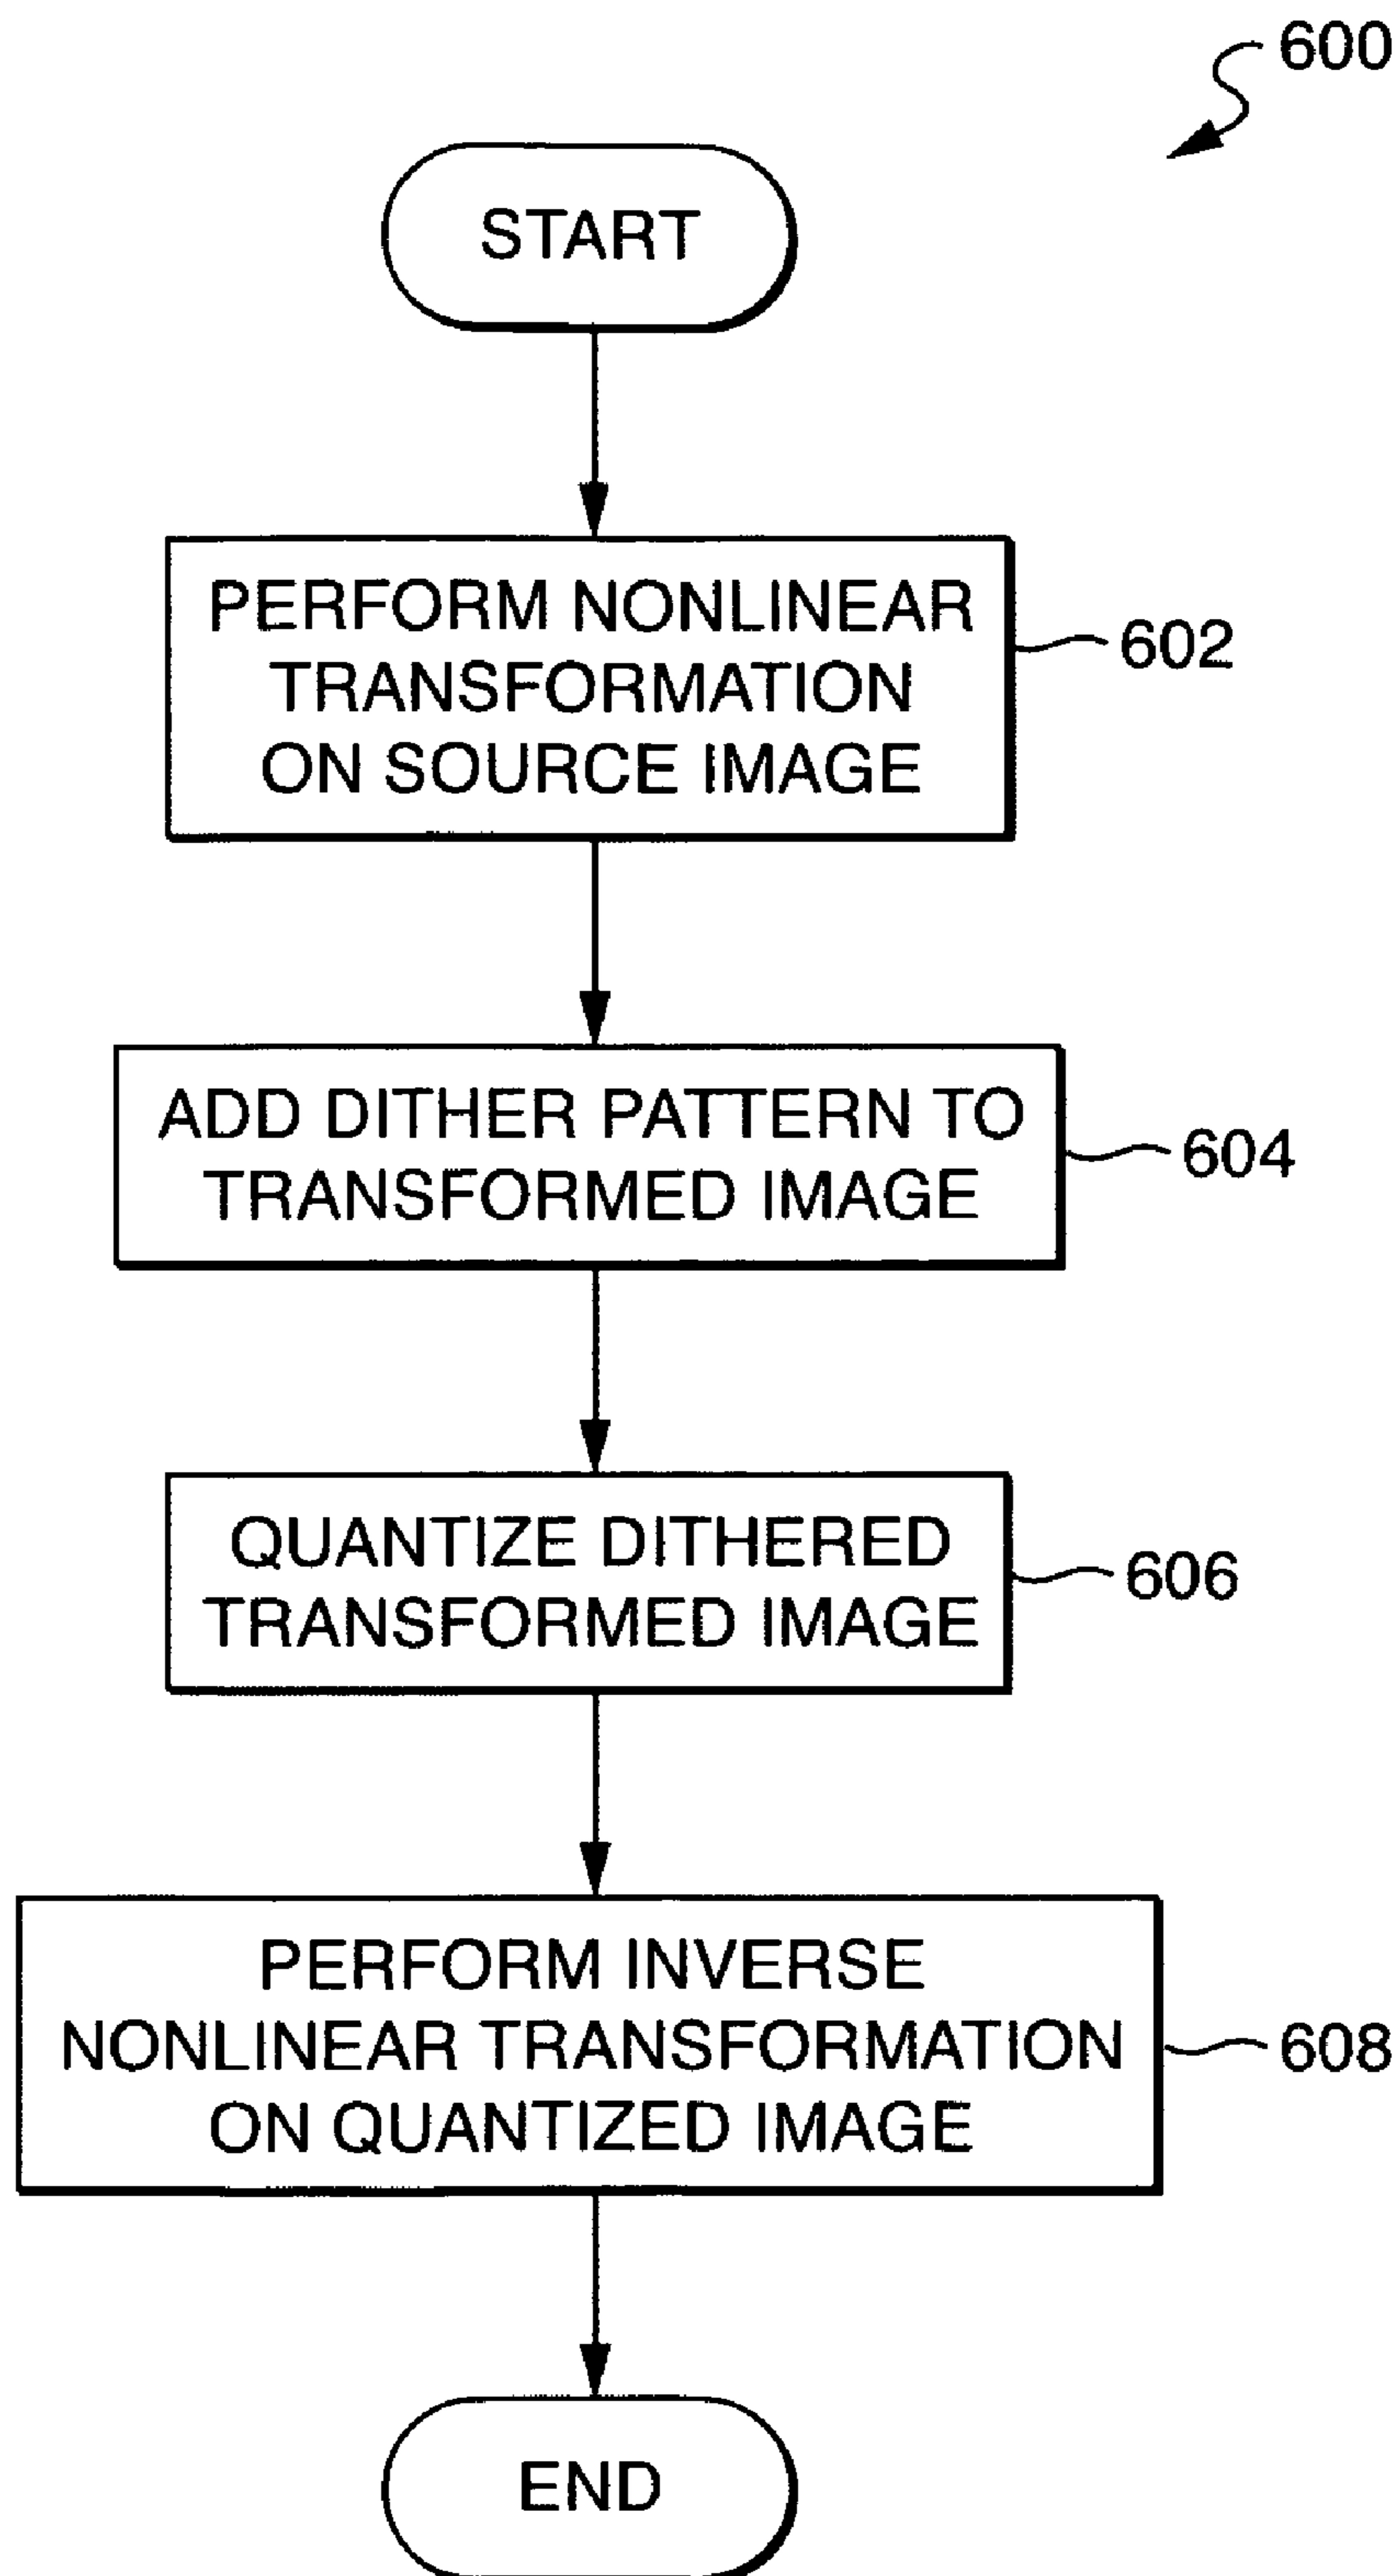 600
START
PERFORM NONLINEAR
TRANSFORMATION
ON SOURCE IMAGE
602
ADD DITHER PATTERN TO
TRANSFORMED IMAGE
604
QUANTIZE DITHERED
TRANSFORMED IMAGE
606
PERFORM INVERSE
NONLINEAR TRANSFORMATION
ON QUANTIZED IMAGE
608
END